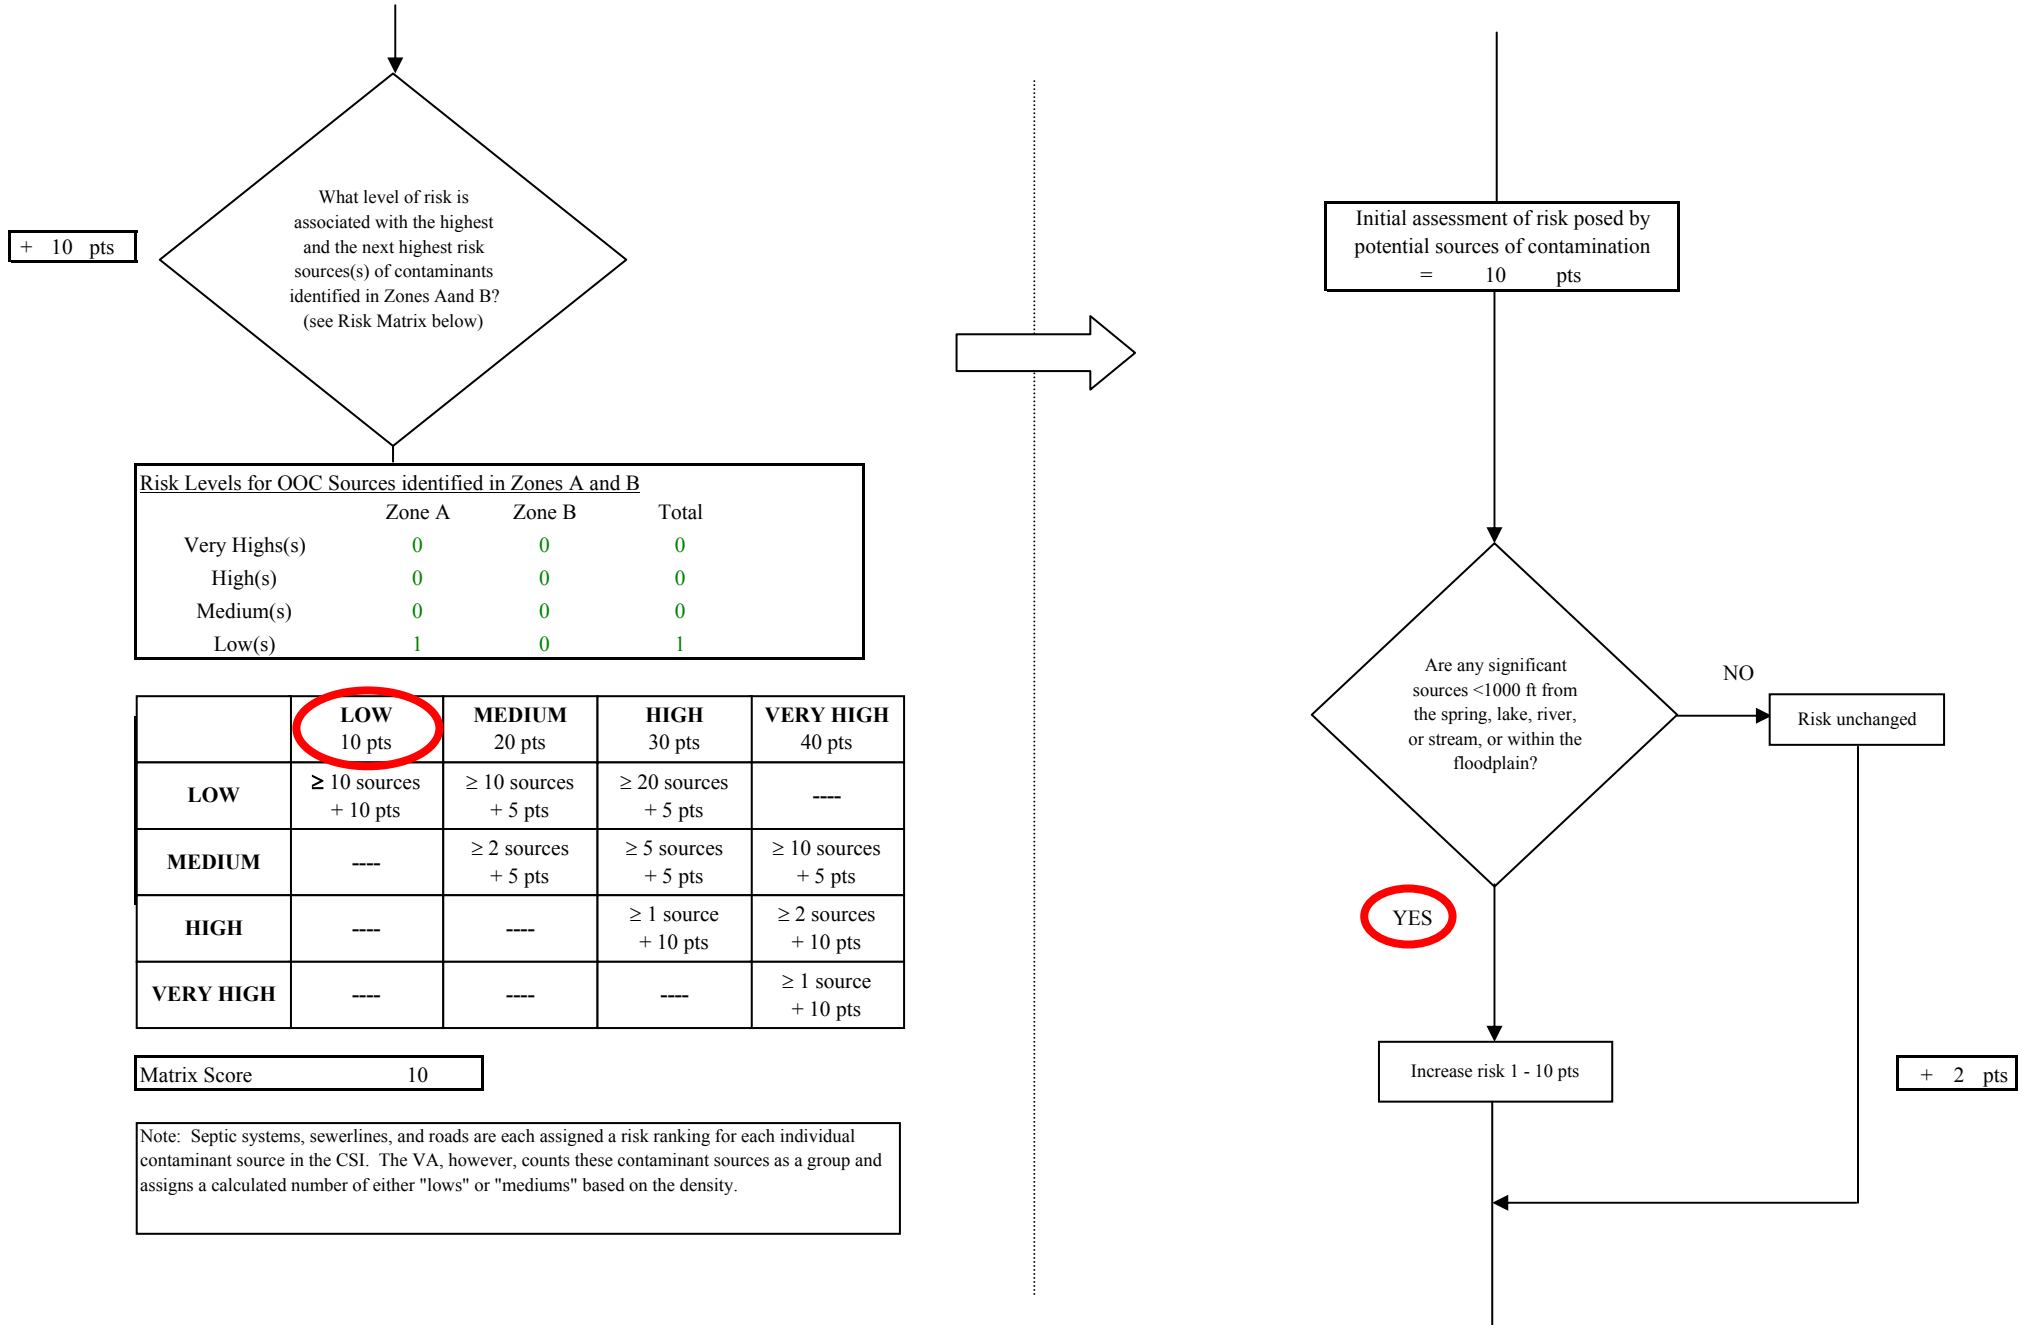 + 10 pts
What level of risk is
associated with the highest
and the next highest risk
sources(s) of contaminants
identified in Zones Aand B?
(see Risk Matrix below)
Risk Levels for OOC Sources identified in Zones A and B
Zone A Zone B Total
Very Highs(s) 0 0 0
High(s) 0 0 0
Medium(s) 0 0 0
Low(s) 1 0 1
LOW MEDIUM HIGH VERY HIGH
10 pts 20 pts 30 pts 40 pts
LOW ≥ 10 sources ≥ 10 sources ≥ 20 sources ----
+ 10 pts + 5 pts + 5 pts
MEDIUM ---- ≥ 2 sources ≥ 5 sources ≥ 10 sources
+ 5 pts + 5 pts + 5 pts
HIGH ---- ---- ≥ 1 source ≥ 2 sources
+ 10 pts + 10 pts
VERY HIGH ---- ---- ---- ≥ 1 source
+ 10 pts
Matrix Score 10
Note: Septic systems, sewerlines, and roads are each assigned a risk ranking for each individual
contaminant source in the CSI. The VA, however, counts these contaminant sources as a group and
assigns a calculated number of either "lows" or "mediums" based on the density.
Initial assessment of risk posed by
potential sources of contamination
= 10 pts
Are any significant
sources <1000 ft from
the spring, lake, river,
or stream, or within the
floodplain?
NO
Risk unchanged
YES
Increase risk 1 - 10 pts
+ 2 pts